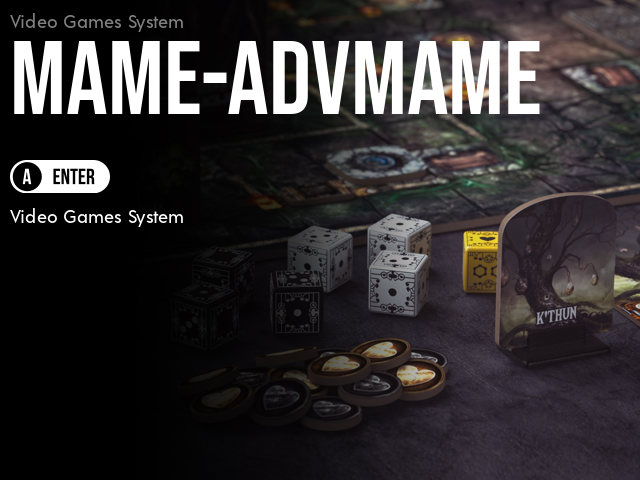 Video Games System
MAME-ADVMAME
A ENTER
Video Games System
K'THUN